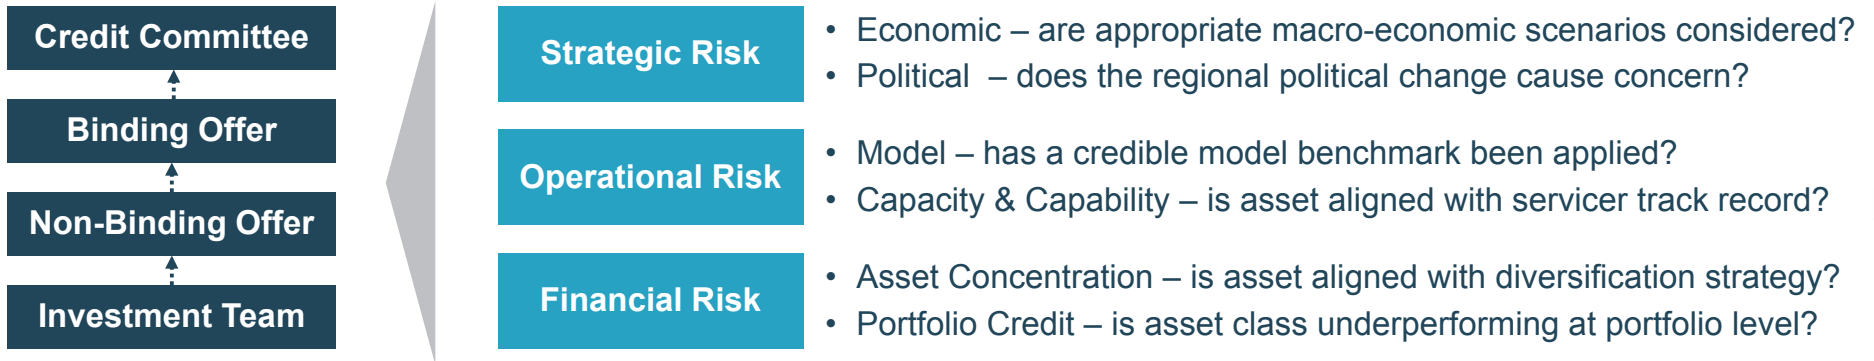 Credit Committee
Binding Offer
Non-Binding Offer
Investment Team
Strategic Risk
• Economic – are appropriate macro-economic scenarios considered?
• Political – does the regional political change cause concern?
Operational Risk
• Model – has a credible model benchmark been applied?
• Capacity & Capability – is asset aligned with servicer track record?
Financial Risk
• Asset Concentration – is asset aligned with diversification strategy?
• Portfolio Credit – is asset class underperforming at portfolio level?